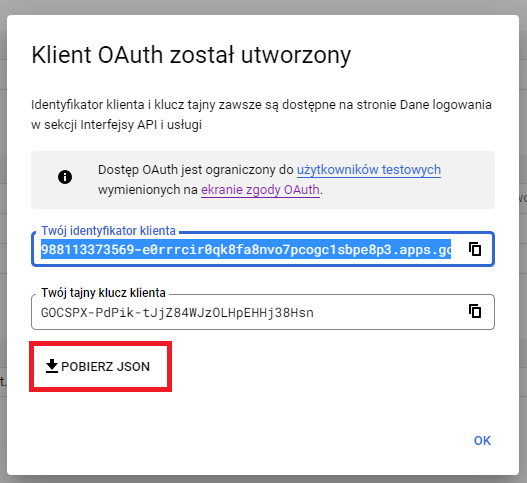 Klient OAuth został utworzony
Identyfikator klienta i klucz tajny zawsze są dostępne na stronie Dane logowania
w sekcji Interfejsy API i usługi
Dostęp OAuth jest ograniczony do użytkowników testowych
wymienionych na ekranie zgody OAuth.
Twój identyfikator klienta
988113373569-e0rrrcir0qk8fa8nvo7pcogc1sbpe8p3.apps.gc
Twój tajny klucz klienta
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
POBIERZ JSON
OK